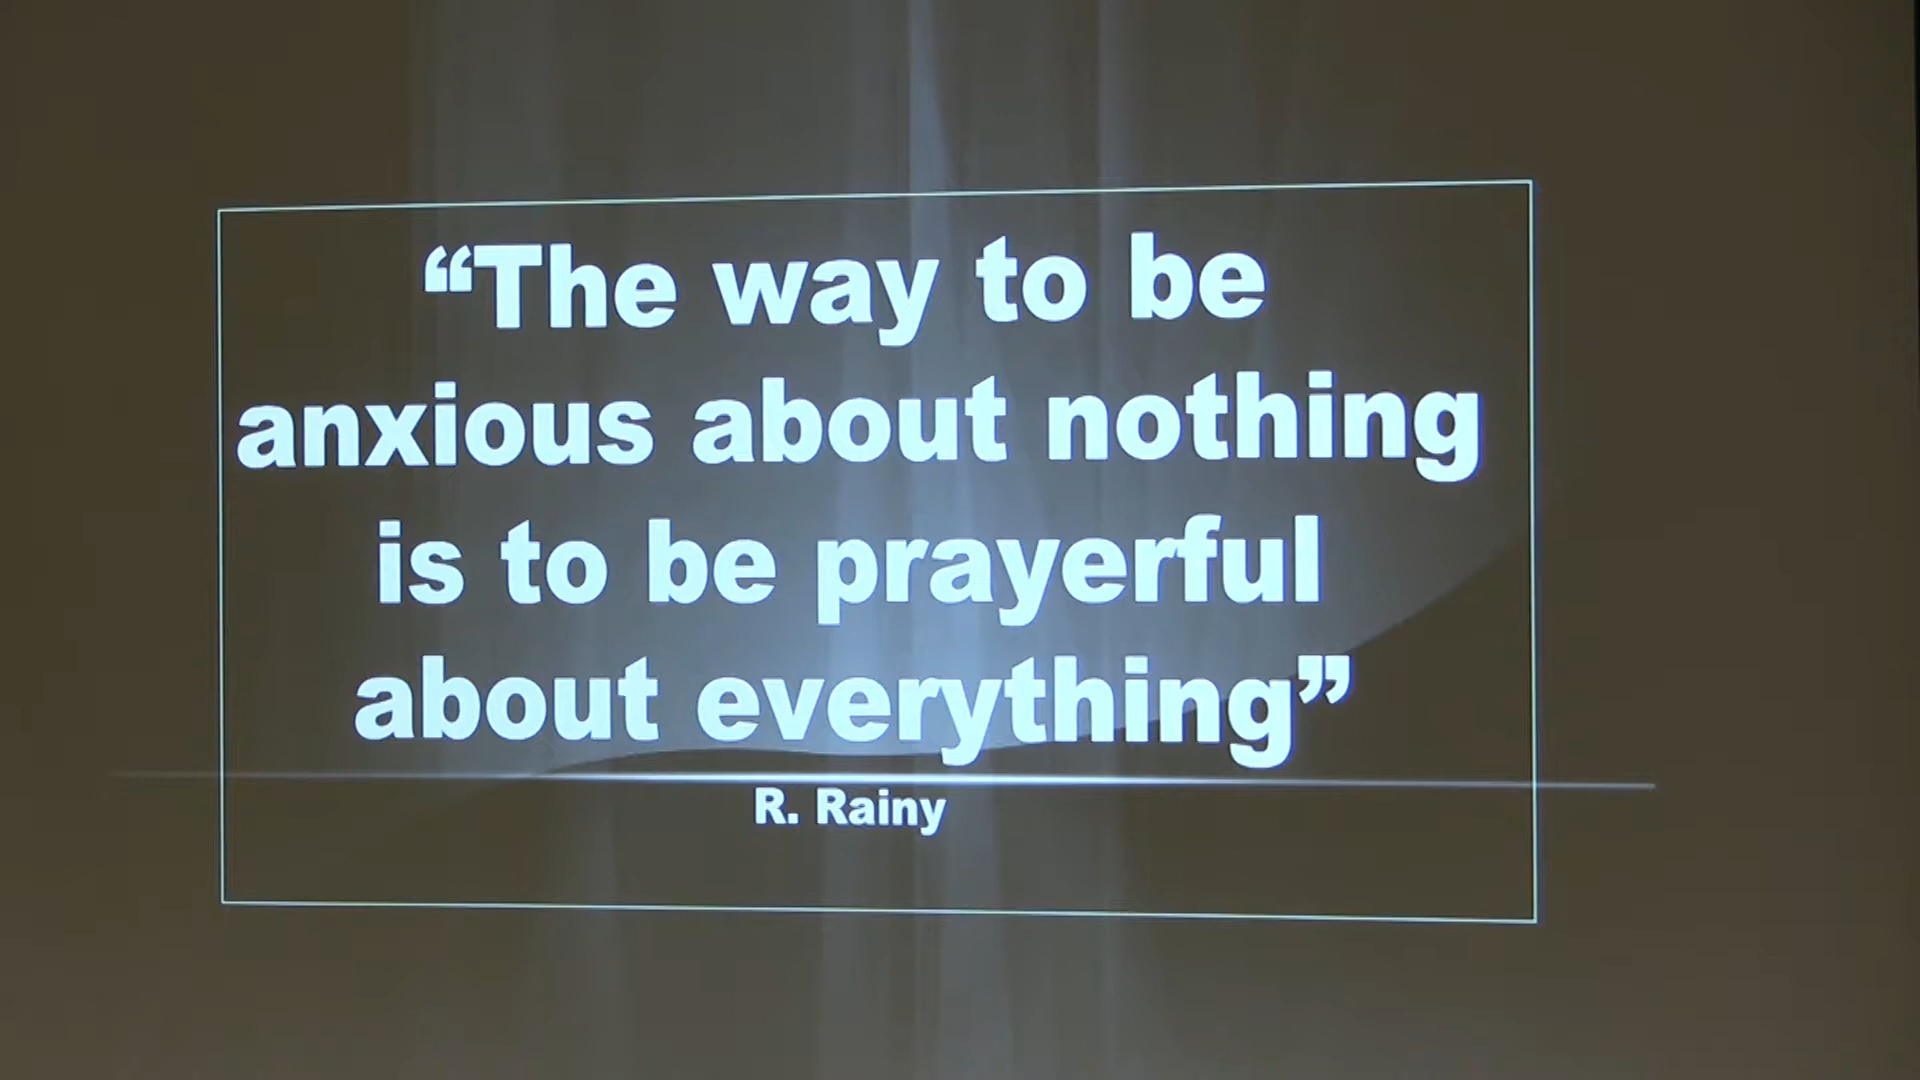 “The way to be
anxious about nothing
is to be prayerful
about everything”
R. Rainy